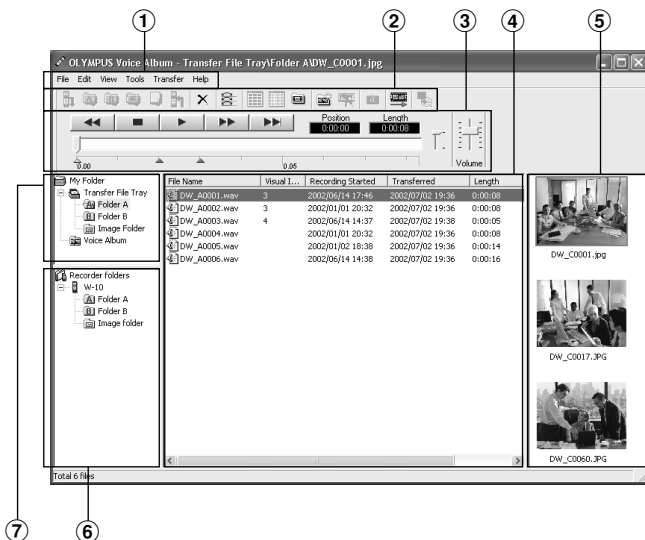 ① ② ③ ④ ⑤
OLYMPUS Voice Album - Transfer File Tray\Folder A\DW_C0001.jpg
File Edit View Tools Transfer Help
Position Length
0:00:00 0:00:08
0.00 0.05
Volume
My Folder
Transfer File Tray
Folder A
Folder B
Image Folder
Voice Album
File Name Visual I... Recording Started Transferred Length
DW_A0001.wav 3 2002/06/14 17:46 2002/07/02 19:36 0:00:08
DW_A0002.wav 3 2002/01/01 20:32 2002/07/02 19:36 0:00:08
DW_A0003.wav 4 2002/06/14 14:37 2002/07/02 19:38 0:00:05
DW_A0004.wav 2002/01/01 20:32 2002/07/02 19:36 0:00:08
DW_A0005.wav 2002/01/02 18:38 2002/07/02 19:36 0:00:14
DW_A0006.wav 2002/06/14 14:38 2002/07/02 19:36 0:00:16
DW_C0001.jpg
DW_C0017.JPG
DW_C0060.JPG
Recorder folders
W-10
Folder A
Folder B
Image folder
Total 6 files
⑦ ⑥